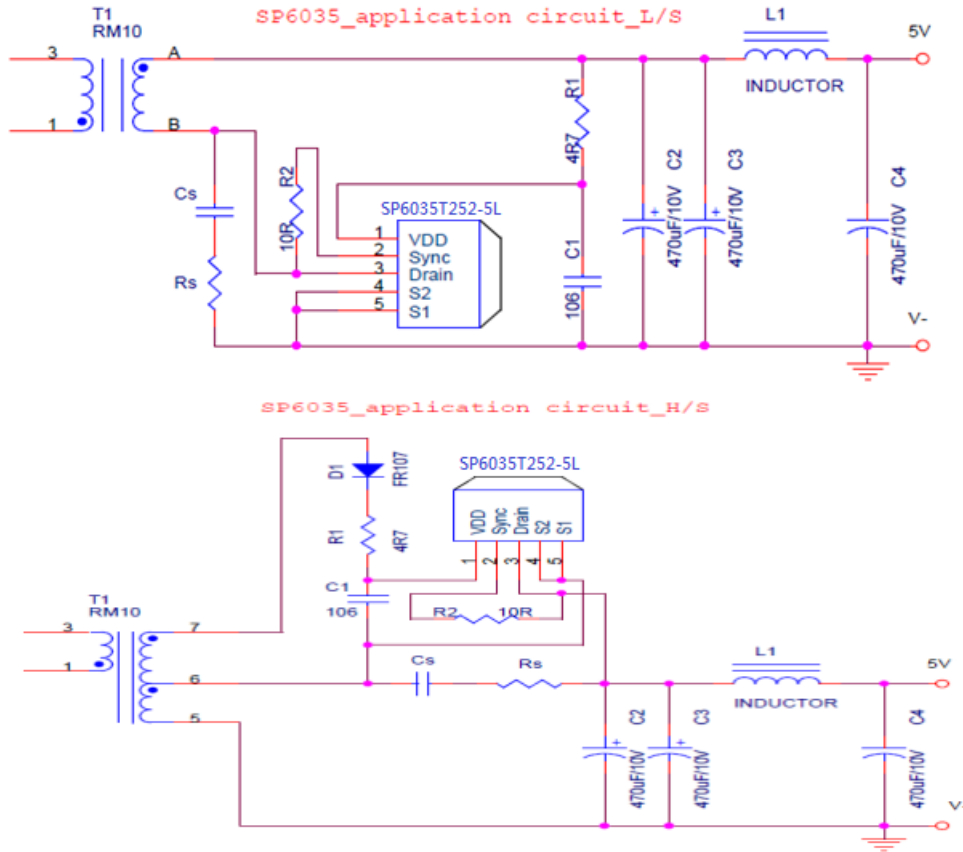 SP6035_application circuit_L/S
T1
RM10
3
A
1
B
Cs
Rs
R2
10R
SP6035T252-5L
1 VDD
2 Sync
3 Drain
4 S2
5 S1
R1
4R7
C1
106
C2
470uF/10V
+
C3
470uF/10V
+
L1
INDUCTOR
5V
C4
470uF/10V
V-
SP6035_application circuit_H/S
D1
FR107
R1
4R7
C1
106
SP6035T252-5L
VDD
Sync
Drain
S2
S1
1
2
3
4
5
R2
10R
T1
RM10
3
7
1
6
5
Cs
Rs
L1
INDUCTOR
5V
C2
470uF/10V
+
C3
470uF/10V
+
C4
470uF/10V
V-